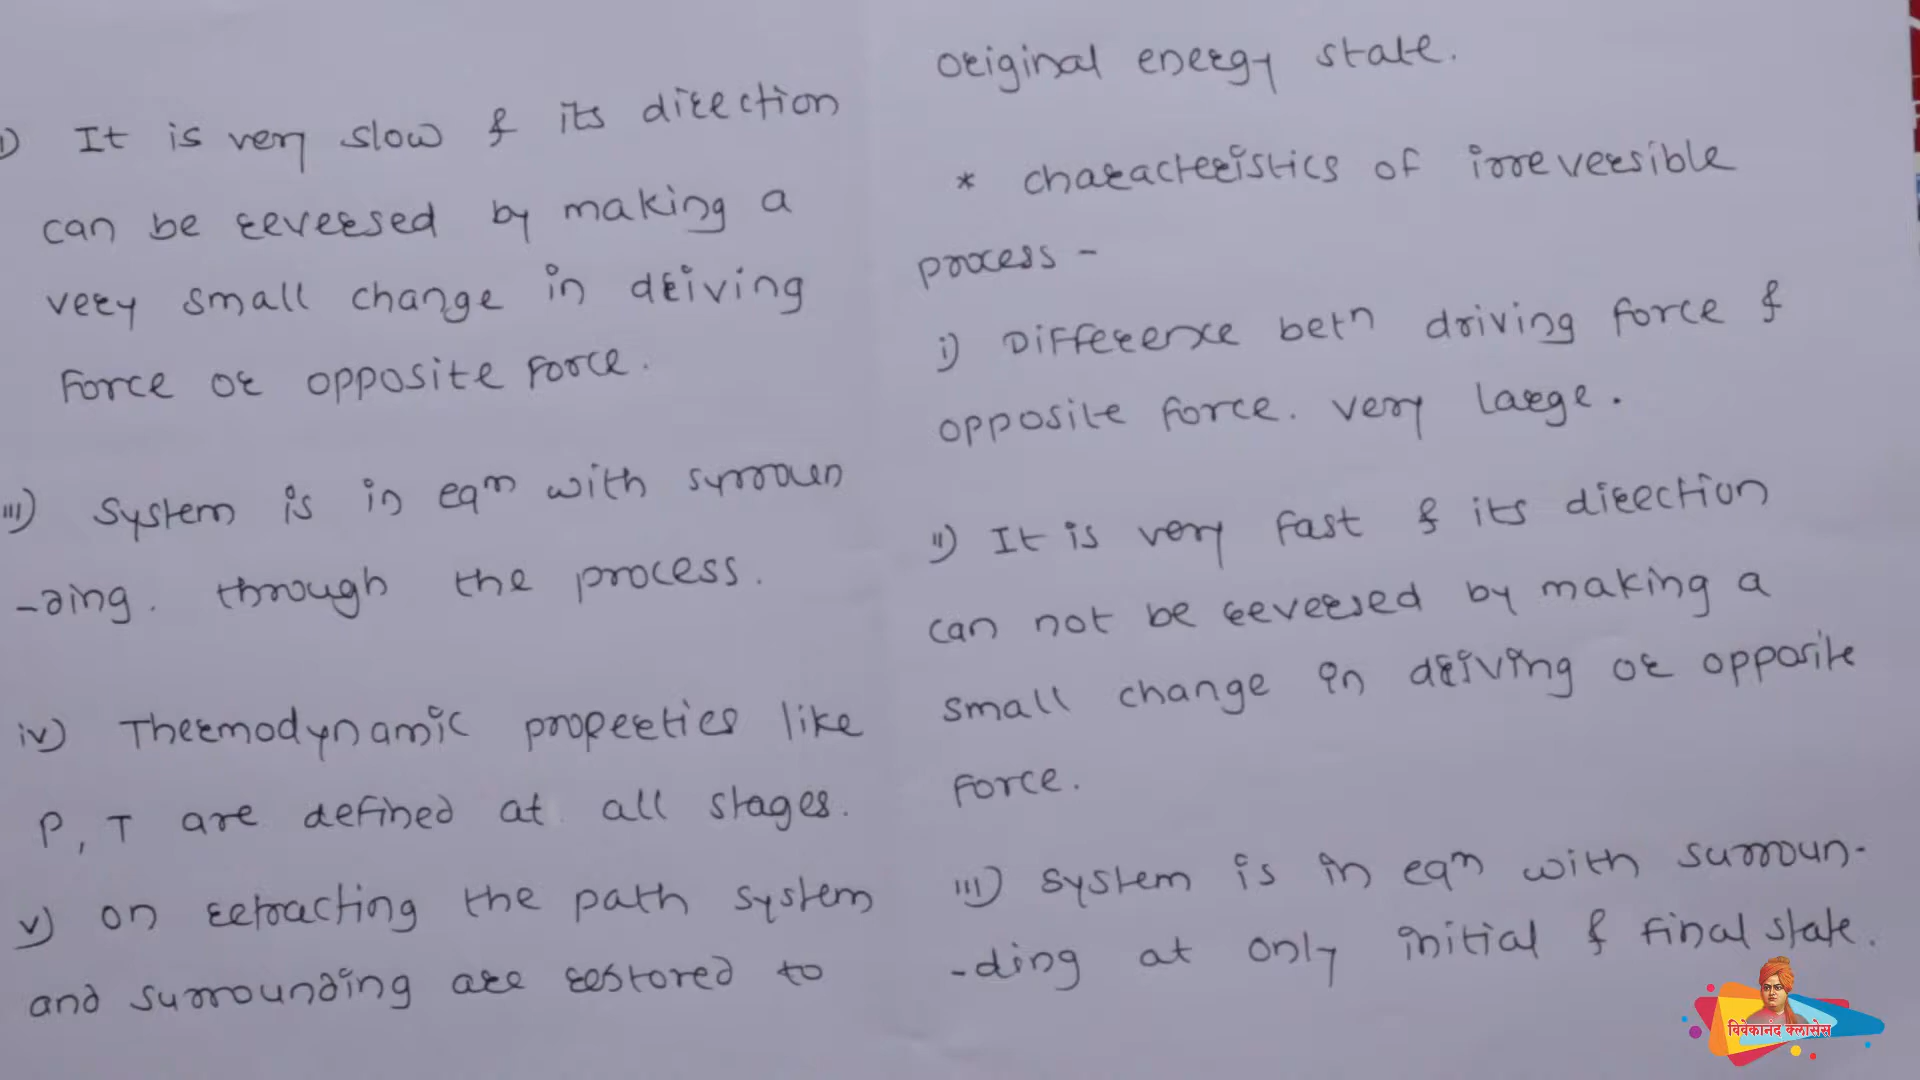 ii) It is very slow & its direction
can be reversed by making a
very small change in driving
force or opposite force.
iii) System is in eqm with surroun
-ding. through the process.
iv) Thermodynamic properties like
P, T are defined at all stages.
v) on retracting the path system
and surrounding are restored to
original energy state.
* characteristics of irreversible
process -
i) Difference betn driving force &
opposite force. very large.
ii) It is very fast & its direction
can not be reversed by making a
small change in driving or opposite
force.
iii) system is in eqm with surroun-
-ding at only initial & final state.
विवेकानंद क्लासेस